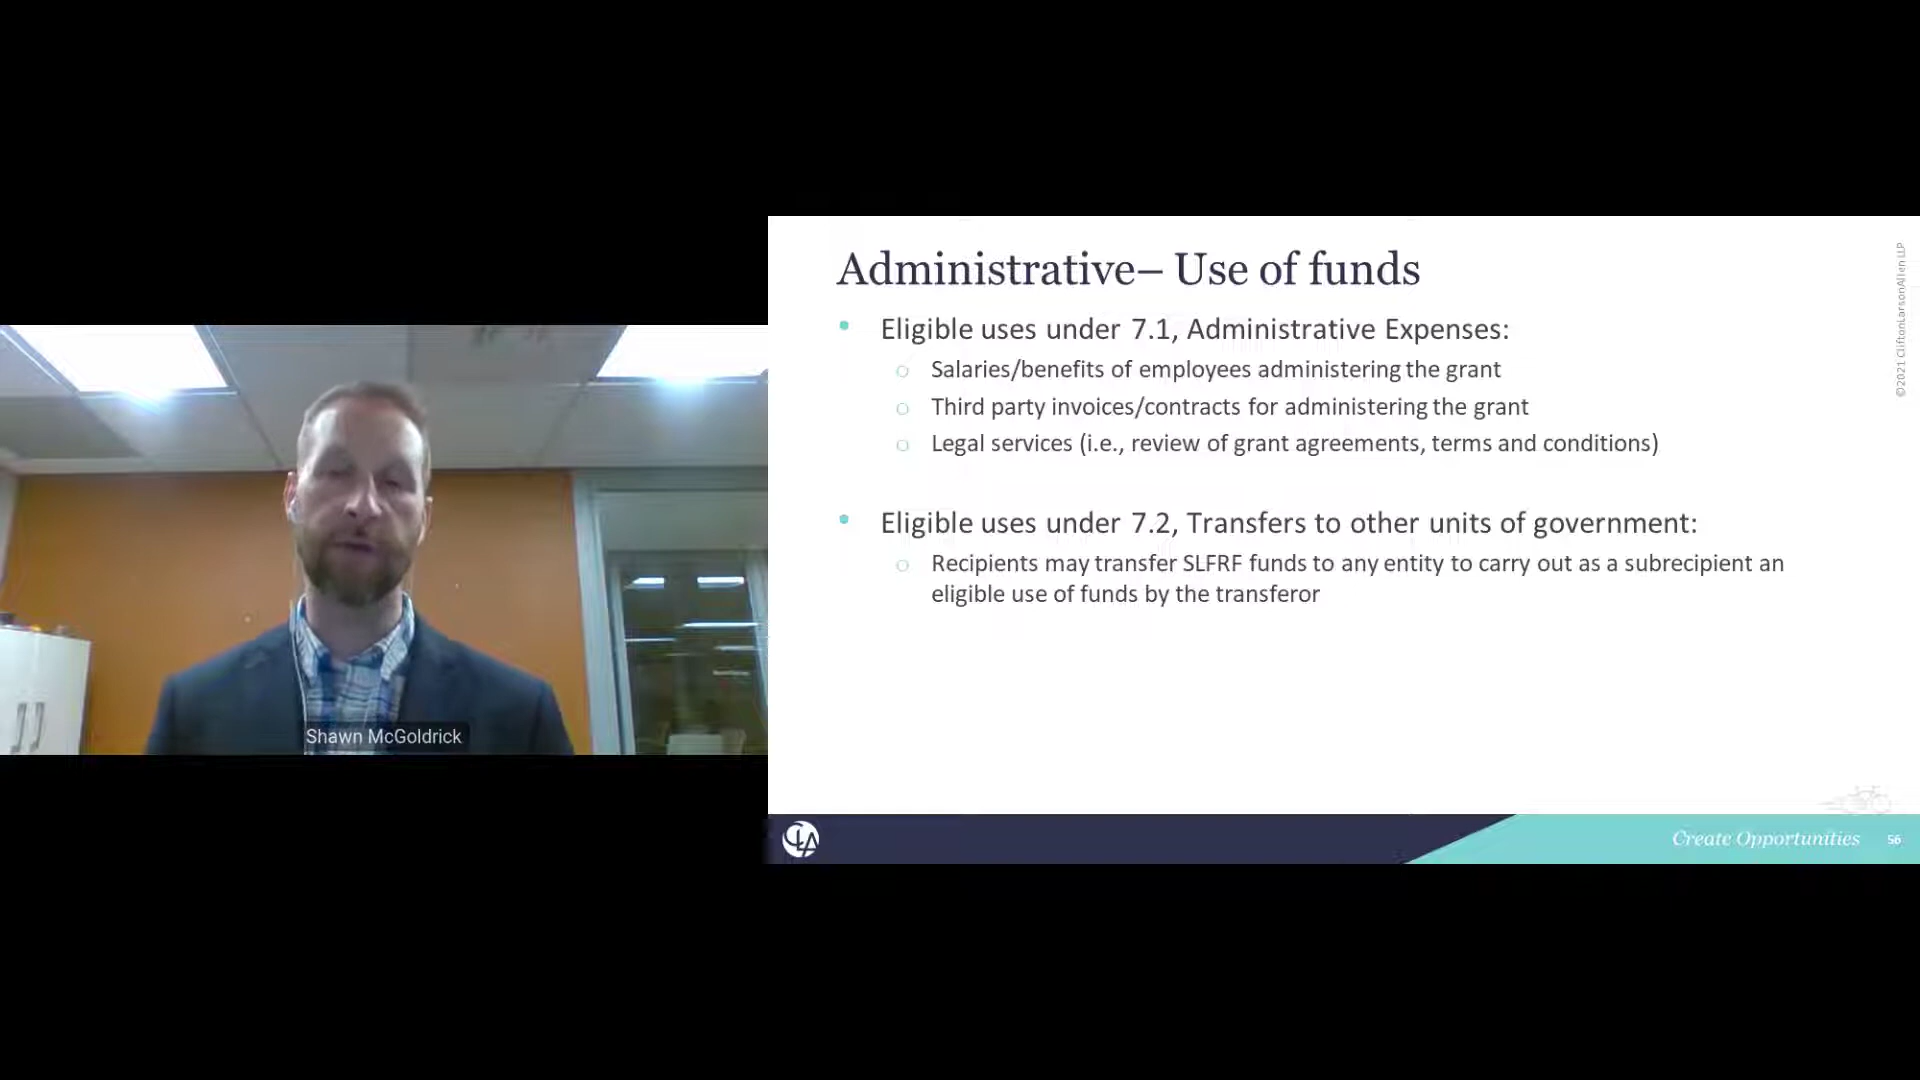 Administrative– Use of funds
• Eligible uses under 7.1, Administrative Expenses:
○ Salaries/benefits of employees administering the grant
○ Third party invoices/contracts for administering the grant
○ Legal services (i.e., review of grant agreements, terms and conditions)
• Eligible uses under 7.2, Transfers to other units of government:
○ Recipients may transfer SLFRF funds to any entity to carry out as a subrecipient an
eligible use of funds by the transferor
©2021 CliftonLarsonAllen LLP
Shawn McGoldrick
CLA
Create Opportunities
56